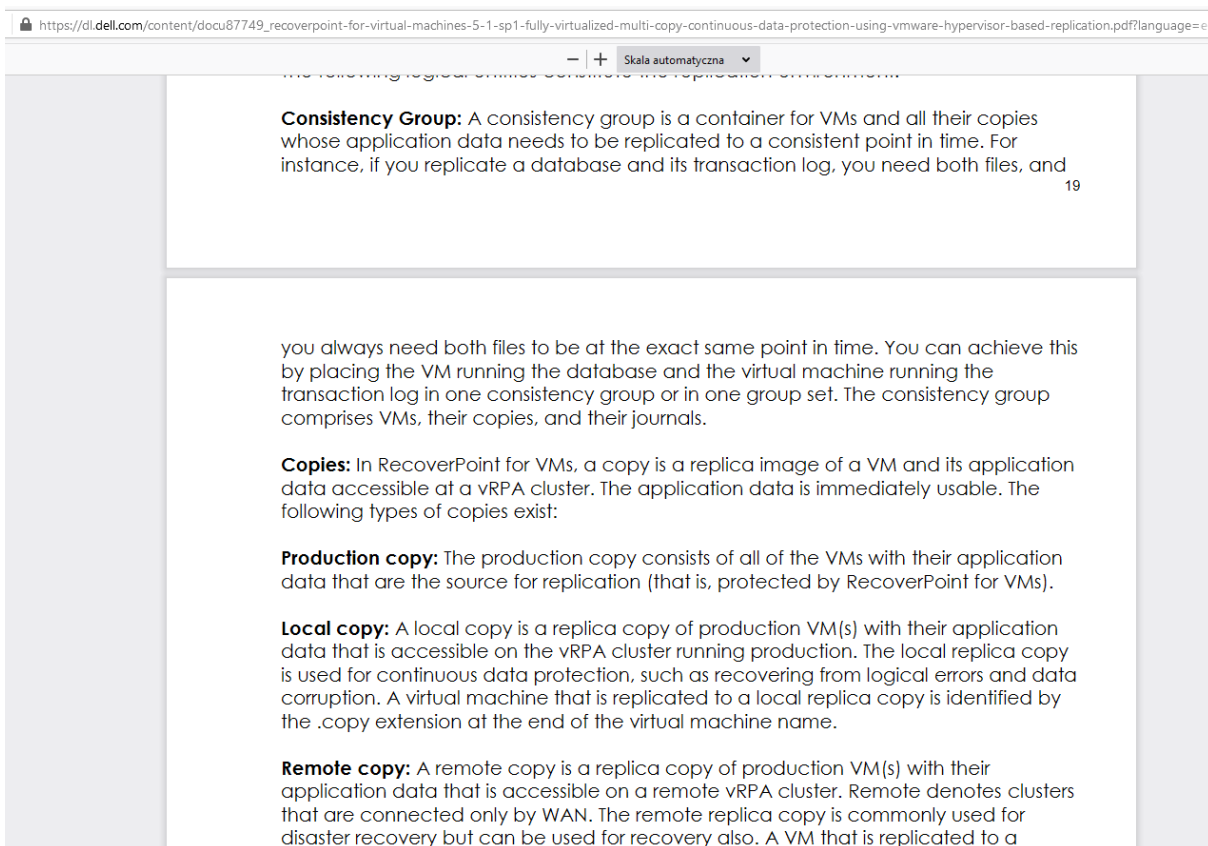 https://dl.dell.com/content/docu87749_recoverpoint-for-virtual-machines-5-1-sp1-fully-virtualized-multi-copy-continuous-data-protection-using-vmware-hypervisor-based-replication.pdf?language=e
— + Skala automatyczna
The following logical entities constitute the replication environment.
Consistency Group: A consistency group is a container for VMs and all their copies
whose application data needs to be replicated to a consistent point in time. For
instance, if you replicate a database and its transaction log, you need both files, and
19
you always need both files to be at the exact same point in time. You can achieve this
by placing the VM running the database and the virtual machine running the
transaction log in one consistency group or in one group set. The consistency group
comprises VMs, their copies, and their journals.
Copies: In RecoverPoint for VMs, a copy is a replica image of a VM and its application
data accessible at a vRPA cluster. The application data is immediately usable. The
following types of copies exist:
Production copy: The production copy consists of all of the VMs with their application
data that are the source for replication (that is, protected by RecoverPoint for VMs).
Local copy: A local copy is a replica copy of production VM(s) with their application
data that is accessible on the vRPA cluster running production. The local replica copy
is used for continuous data protection, such as recovering from logical errors and data
corruption. A virtual machine that is replicated to a local replica copy is identified by
the .copy extension at the end of the virtual machine name.
Remote copy: A remote copy is a replica copy of production VM(s) with their
application data that is accessible on a remote vRPA cluster. Remote denotes clusters
that are connected only by WAN. The remote replica copy is commonly used for
disaster recovery but can be used for recovery also. A VM that is replicated to a